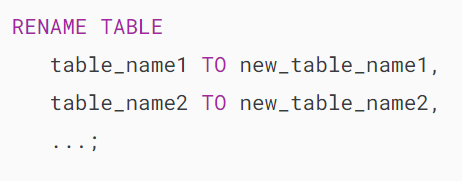 RENAME TABLE
table_name1 TO new_table_name1,
table_name2 TO new_table_name2,
...;